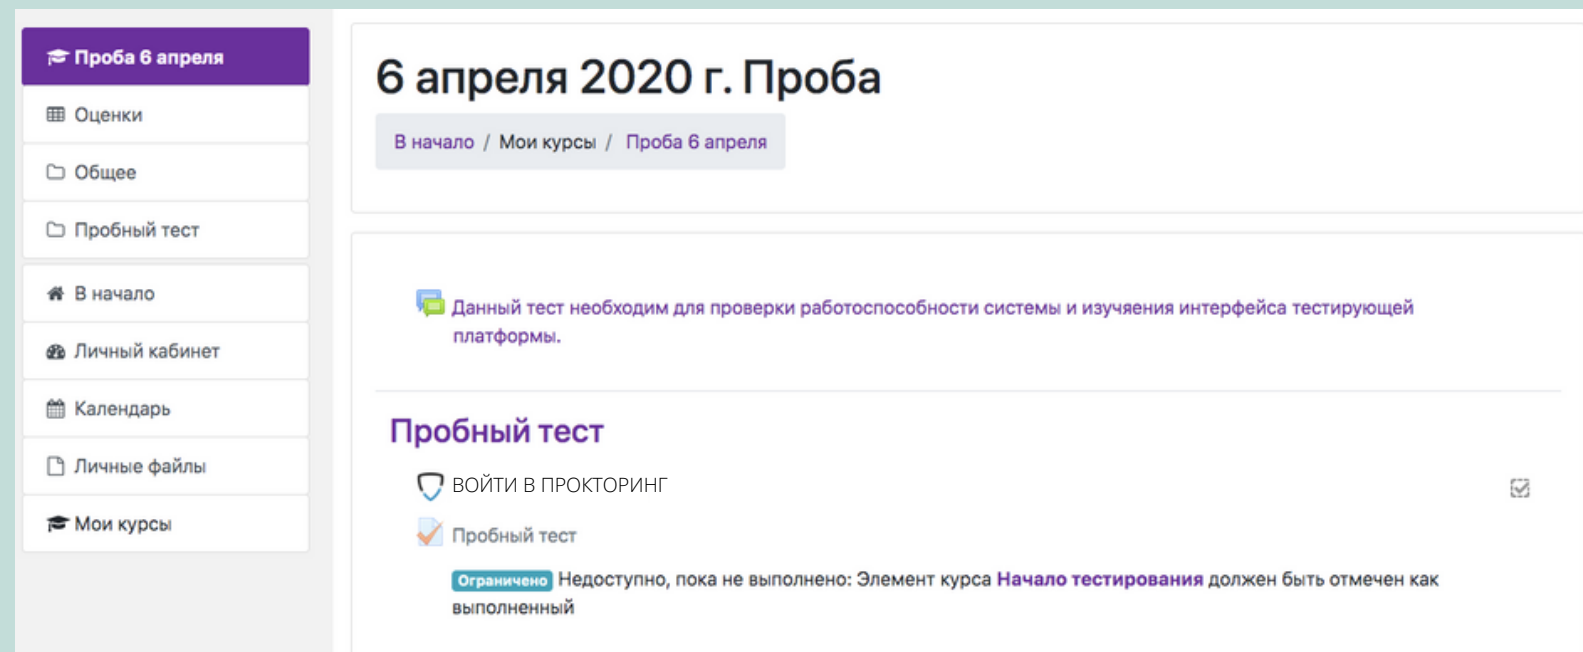 Проба 6 апреля
Оценки
Общее
Пробный тест
В начало
Личный кабинет
Календарь
Личные файлы
Мои курсы
6 апреля 2020 г. Проба
В начало / Мои курсы / Проба 6 апреля
Данный тест необходим для проверки работоспособности системы и изучяения интерфейса тестирующей
платформы.
Пробный тест
ВОЙТИ В ПРОКТОРИНГ
Пробный тест
Ограничено Недоступно, пока не выполнено: Элемент курса Начало тестирования должен быть отмечен как
выполненный